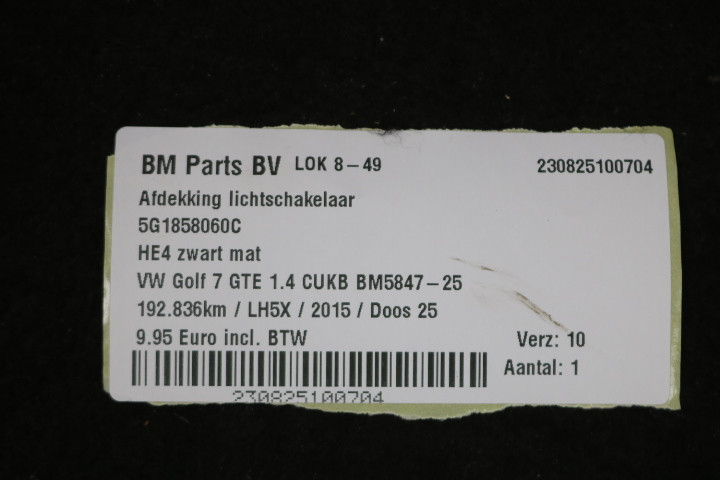 BM Parts BV LOK 8-49 230825100704
Afdekking lichtschakelaar
5G1858060C
HE4 zwart mat
VW Golf 7 GTE 1.4 CUKB BM5847-25
192.836km / LH5X / 2015 / Doos 25
9.95 Euro incl. BTW Verz: 10
Aantal: 1
230825100704